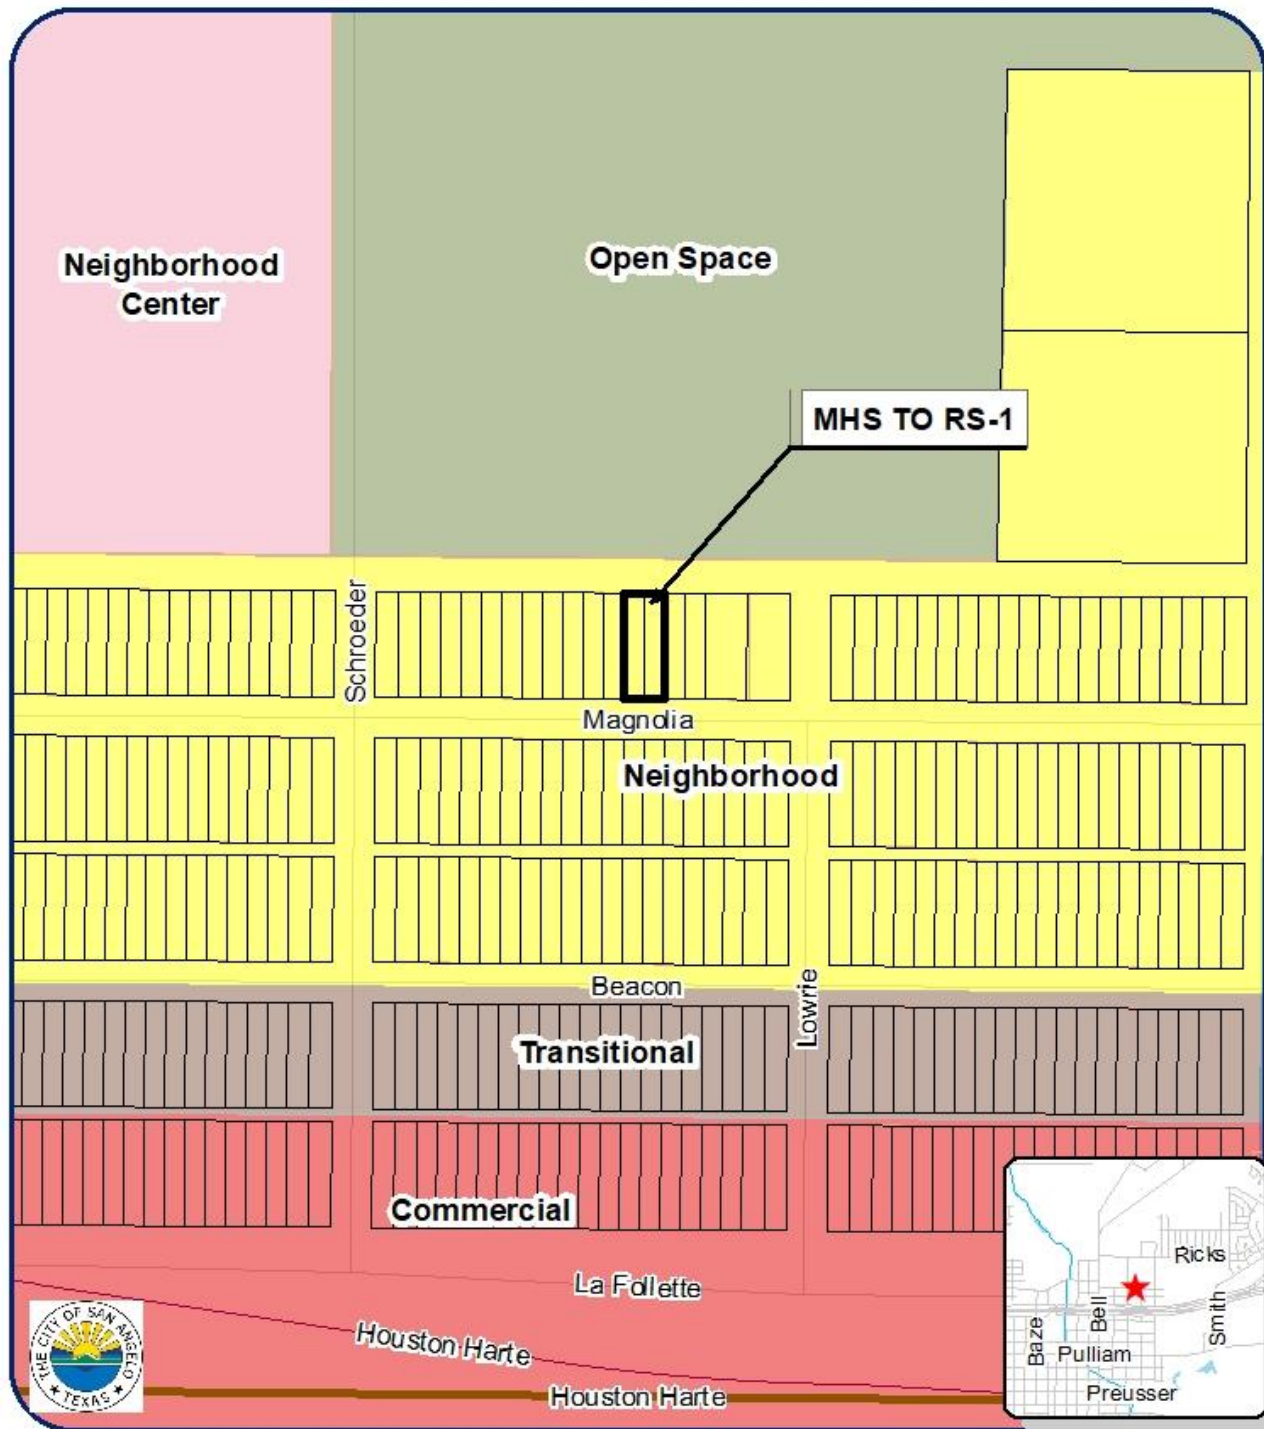 Neighborhood
Center
Open Space
MHS TO RS-1
Schroeder
Magnolia
Neighborhood
Beacon
Lowrie
Transitional
Commercial
La Follette
Houston Harte
Houston Harte
THE CITY OF SAN ANGELO
TEXAS
Ricks
Bell
Smith
Baze
Pulliam
Preusser